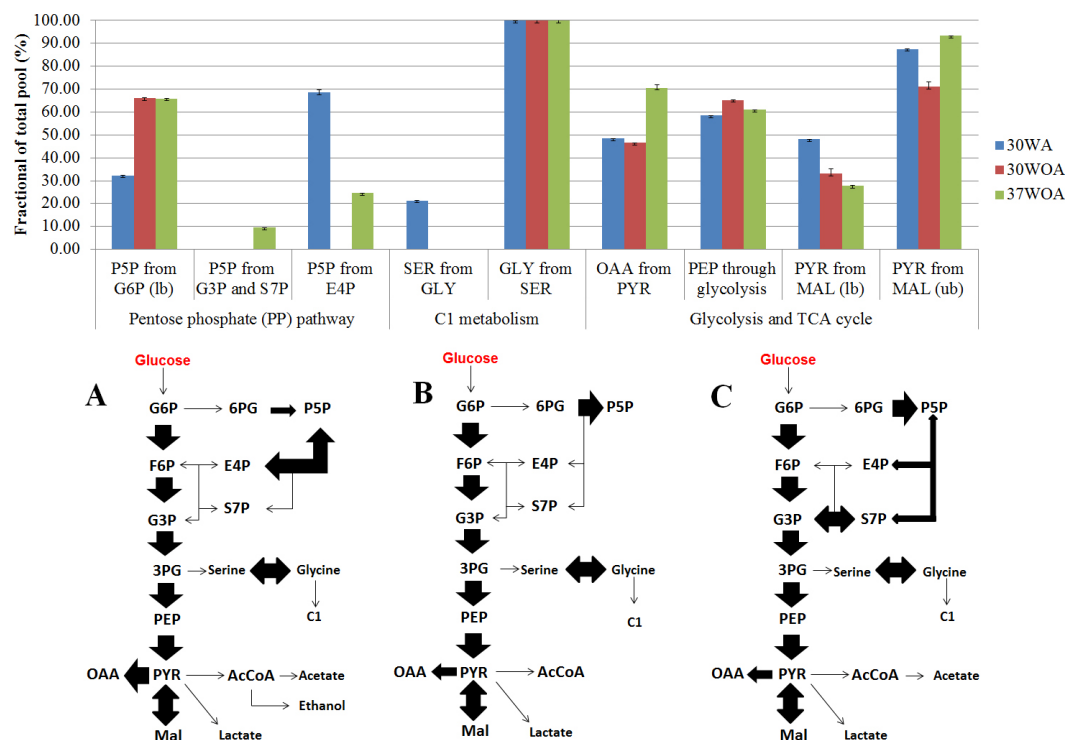 Fractional of total pool (%)
100.00
90.00
80.00
70.00
60.00
50.00
40.00
30.00
20.00
10.00
0.00
30WA
30WOA
37WOA
P5P from G6P (lb)
P5P from G3P and S7P
P5P from E4P
SER from GLY
GLY from SER
OAA from PYR
PEP through glycolysis
PYR from MAL (lb)
PYR from MAL (ub)
Pentose phosphate (PP) pathway
C1 metabolism
Glycolysis and TCA cycle
A
Glucose
G6P 6PG P5P
F6P E4P
S7P
G3P
3PG Serine Glycine
C1
PEP
OAA PYR AcCoA Acetate
Ethanol
Mal Lactate
B
Glucose
G6P 6PG P5P
F6P E4P
S7P
G3P
3PG Serine Glycine
C1
PEP
OAA PYR AcCoA
Mal Lactate
C
Glucose
G6P 6PG P5P
F6P E4P
G3P S7P
3PG Serine Glycine
C1
PEP
OAA PYR AcCoA Acetate
Mal Lactate